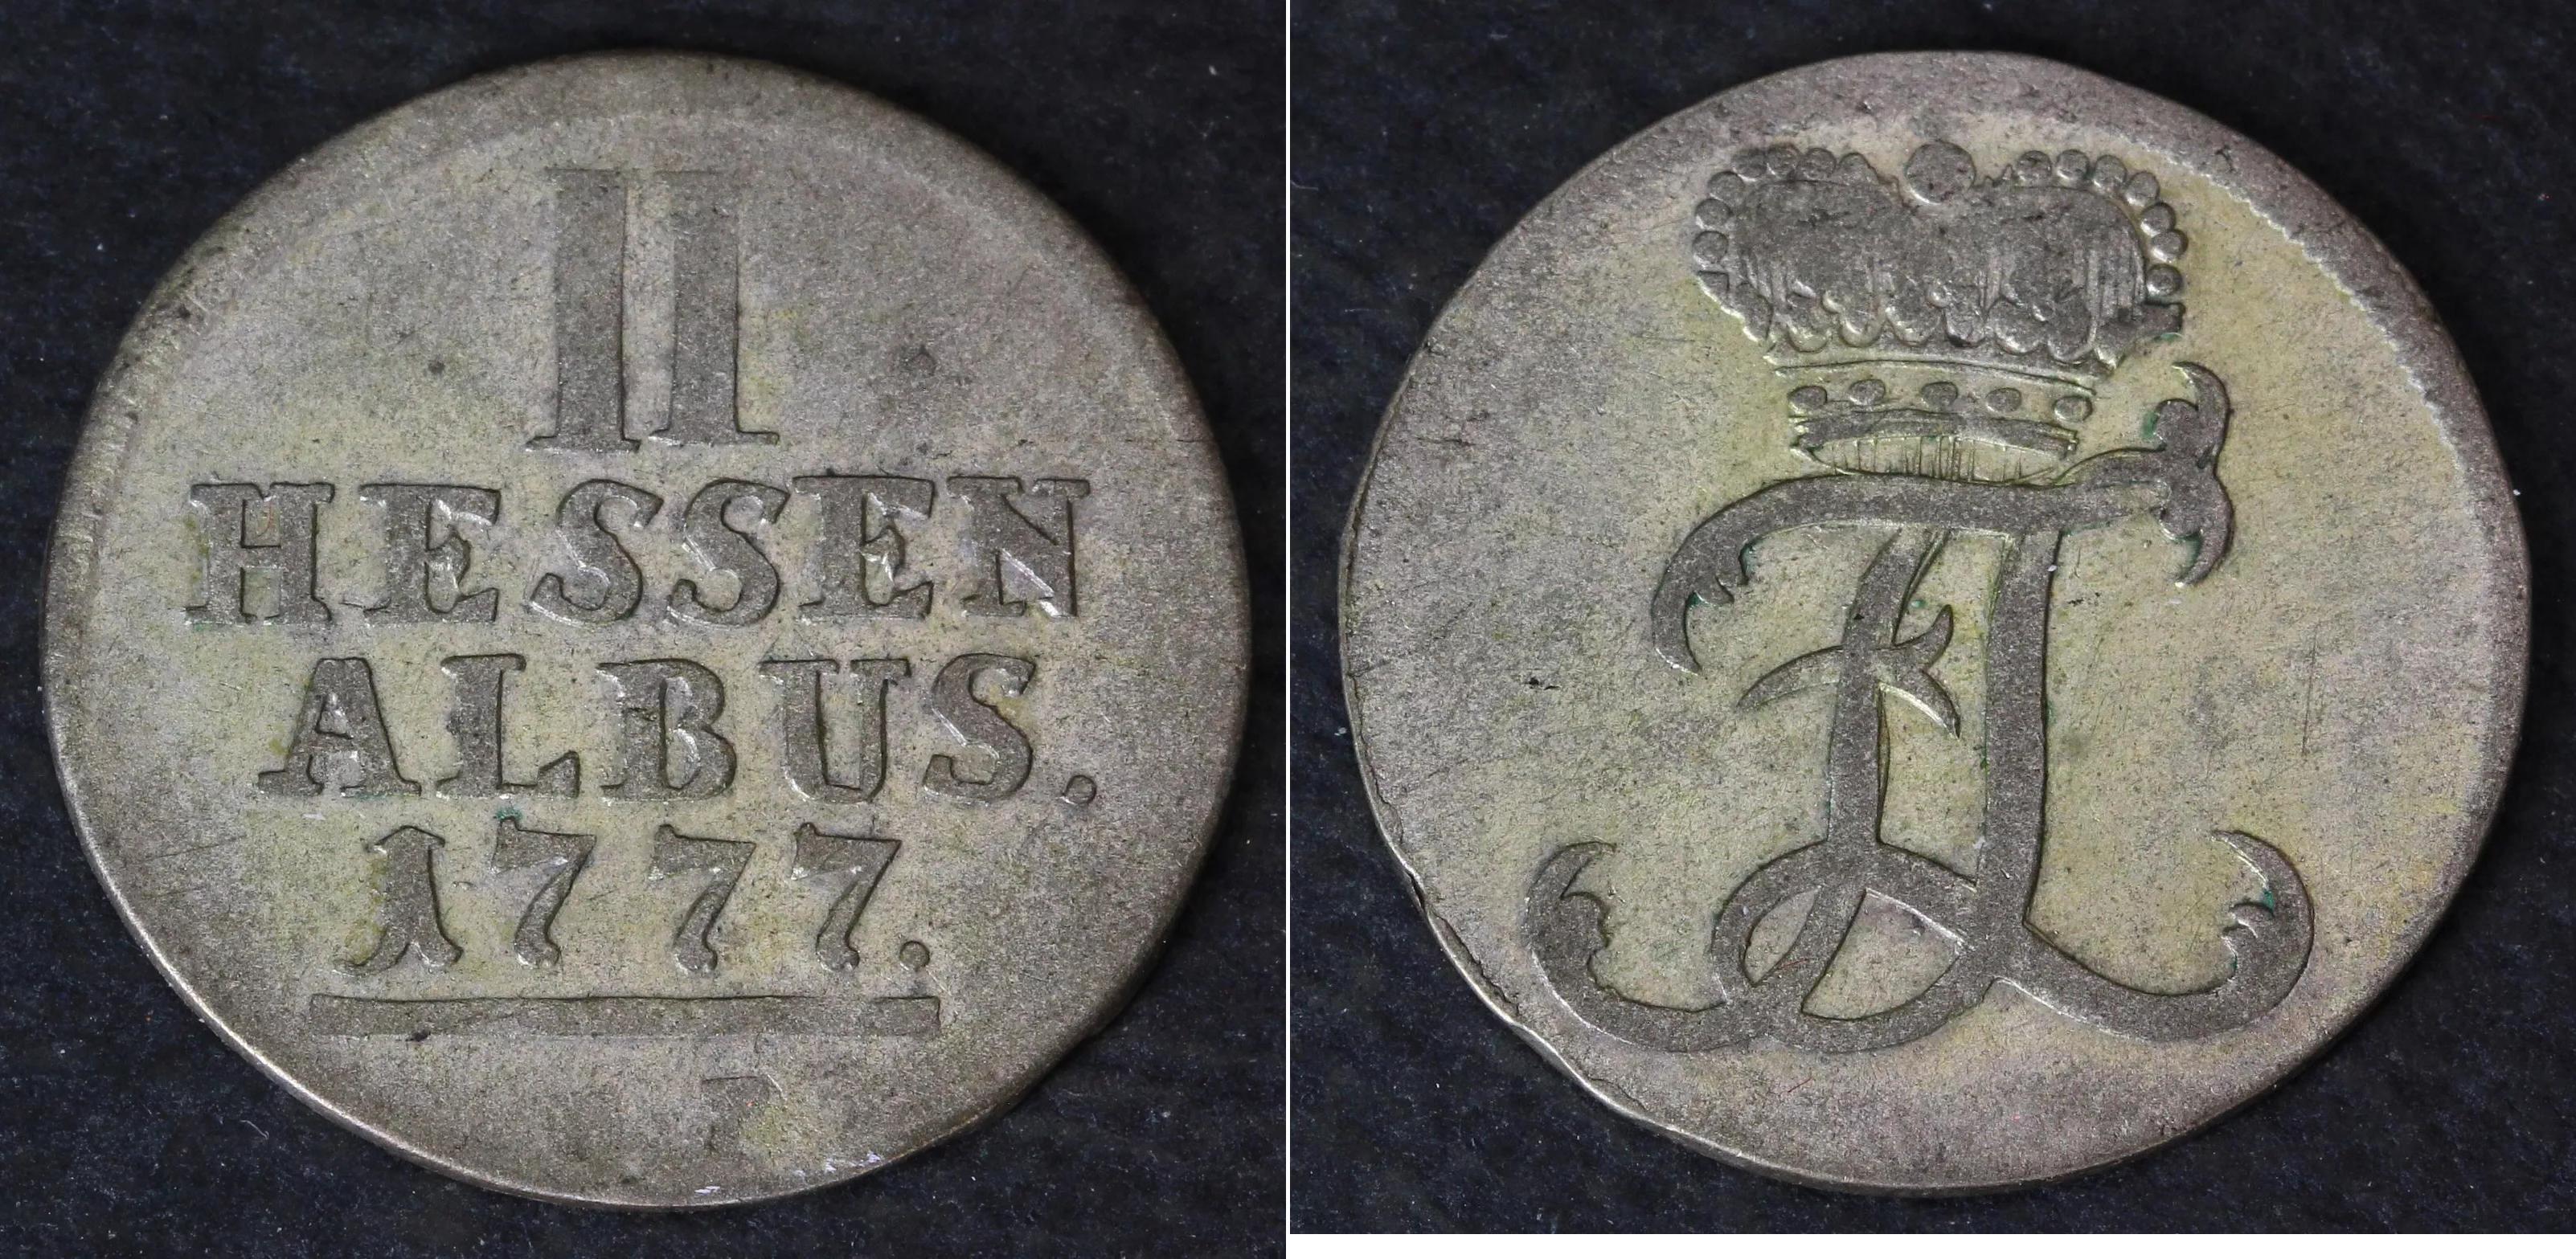 II
HESSEN
ALBUS.
1777.